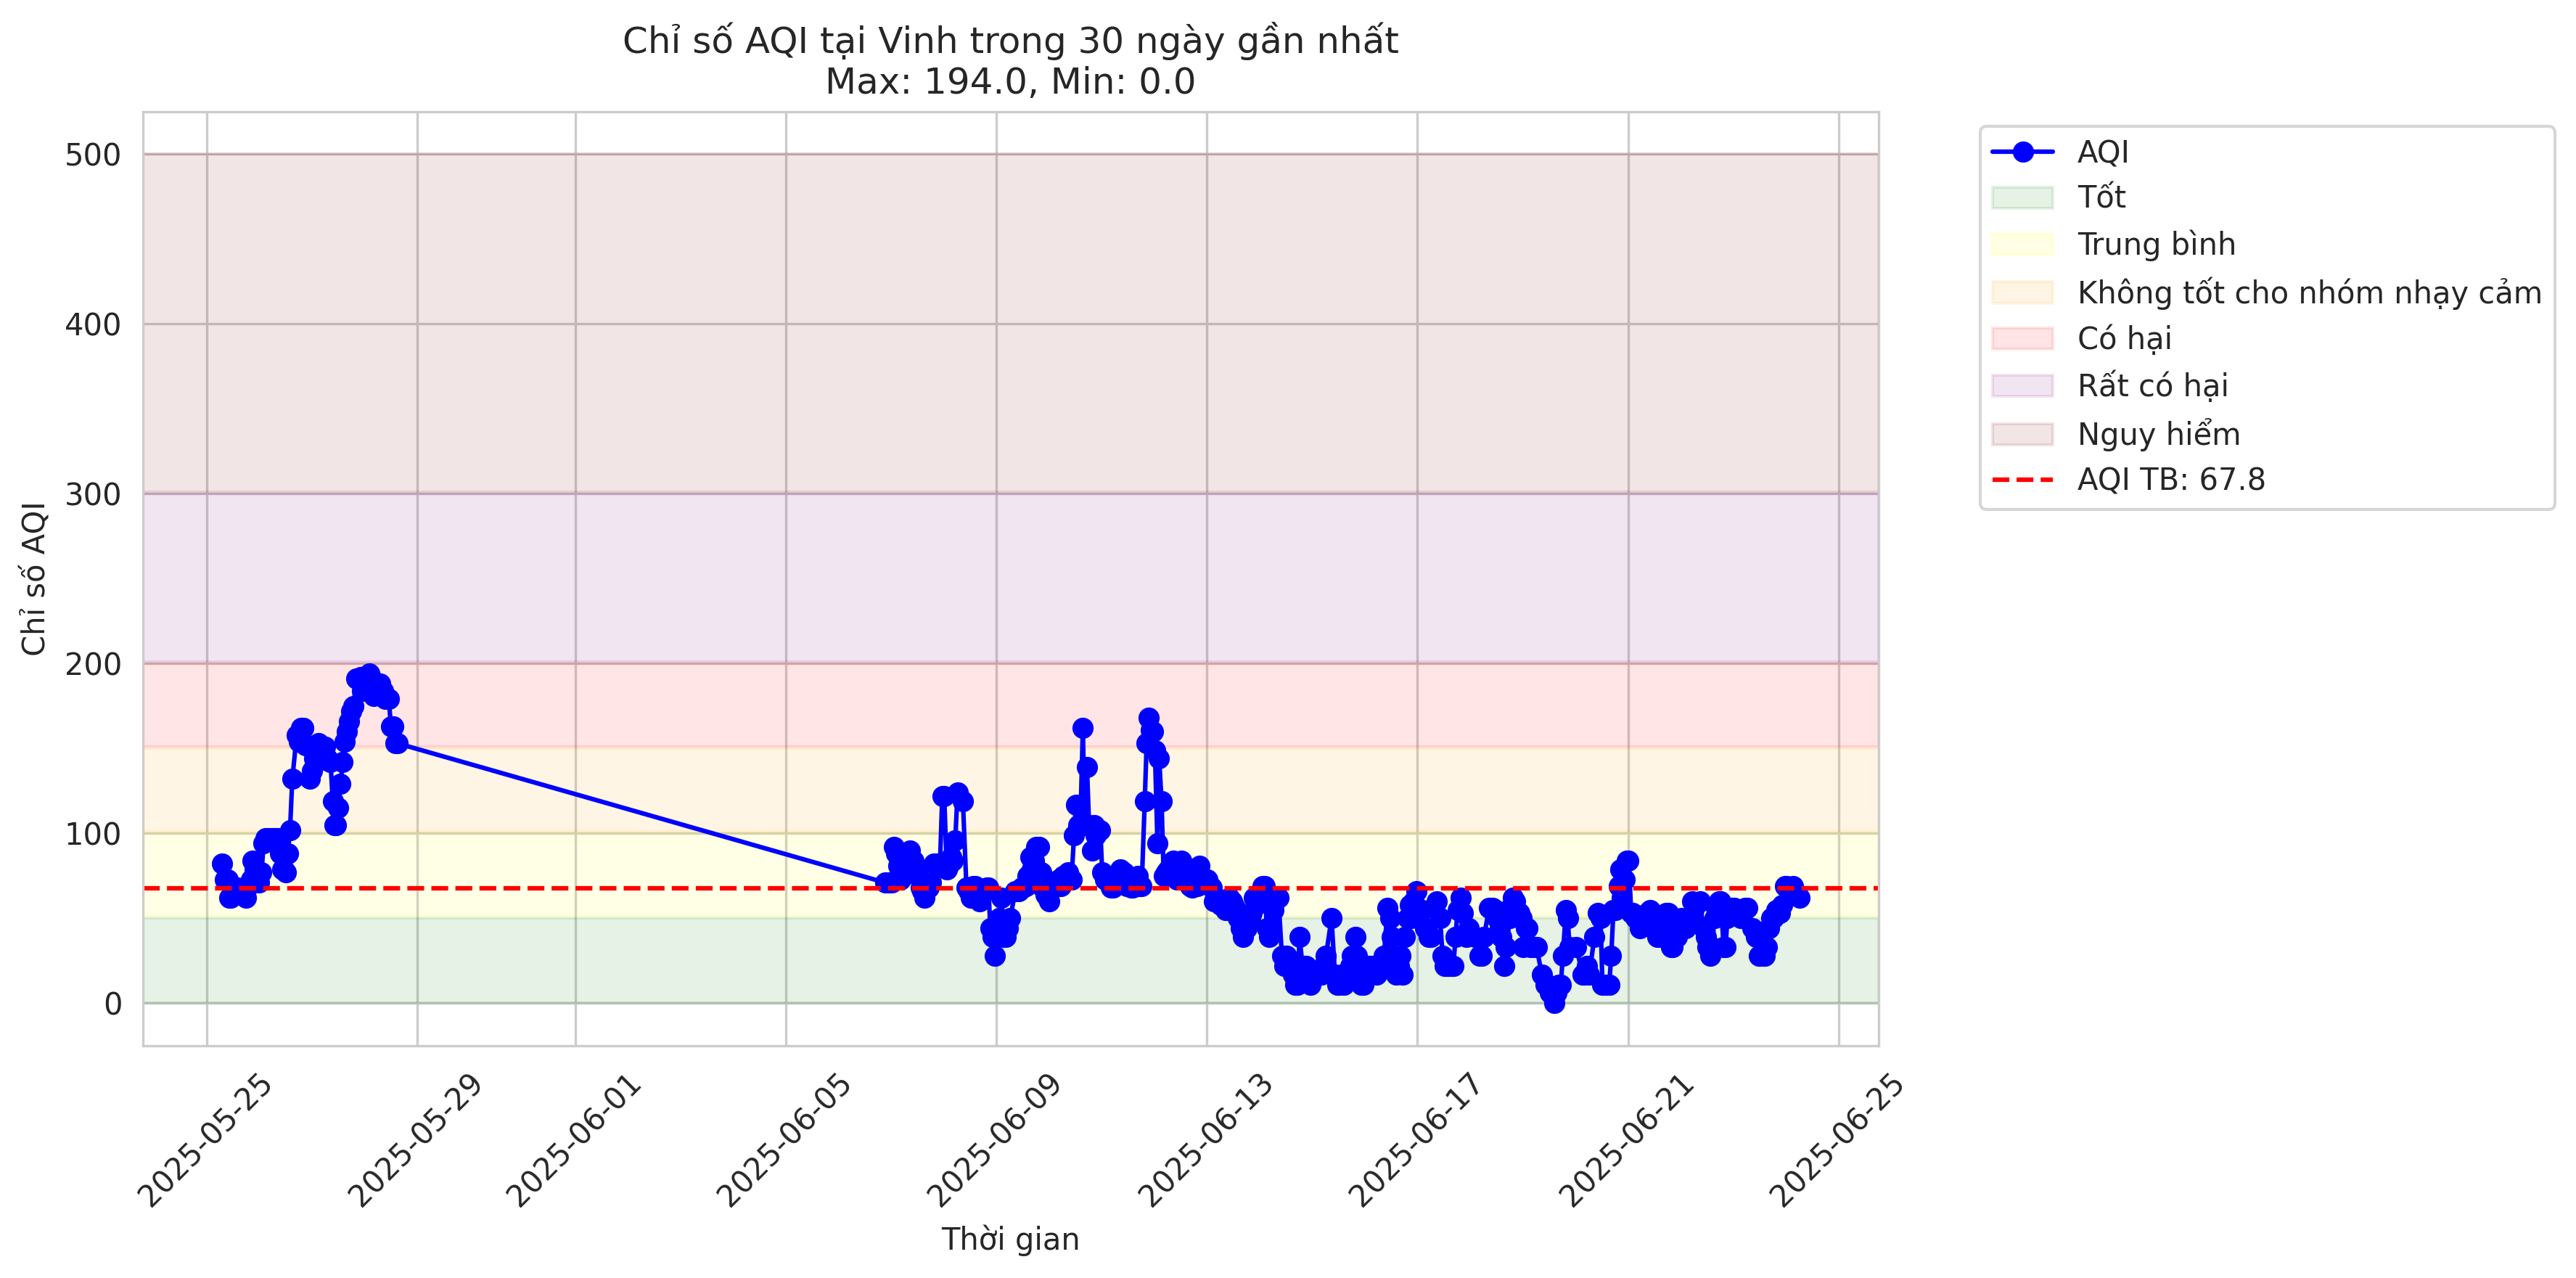 Chỉ số AQI tại Vinh trong 30 ngày gần nhất
Max: 194.0, Min: 0.0
Chỉ số AQI
500
400
300
200
100
0
2025-05-25
2025-05-29
2025-06-01
2025-06-05
2025-06-09
2025-06-13
2025-06-17
2025-06-21
2025-06-25
Thời gian
AQI
Tốt
Trung bình
Không tốt cho nhóm nhạy cảm
Có hại
Rất có hại
Nguy hiểm
AQI TB: 67.8